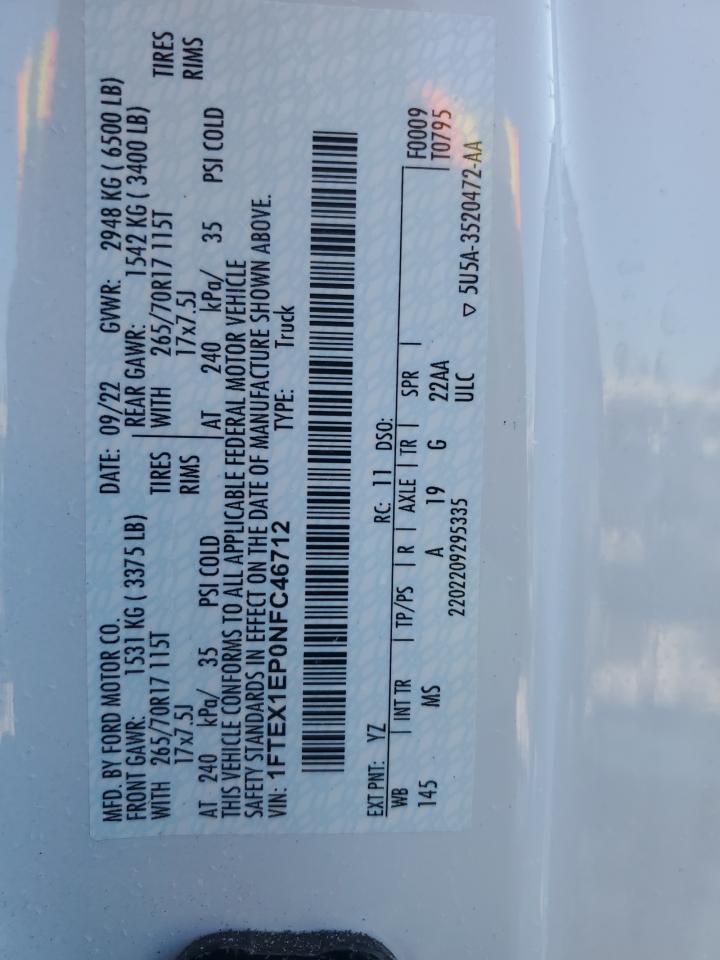 MFD. BY FORD MOTOR CO. DATE: 09/22 GVWR: 2948 KG ( 6500 LB)
FRONT GAWR: 1531 KG ( 3375 LB) REAR GAWR: 1542 KG ( 3400 LB)
WITH 265/70R17 115T TIRES WITH 265/70R17 115T TIRES
17x7.5J RIMS 17x7.5J RIMS
AT 240 kPa/ 35 PSI COLD AT 240 kPa/ 35 PSI COLD
THIS VEHICLE CONFORMS TO ALL APPLICABLE FEDERAL MOTOR VEHICLE
SAFETY STANDARDS IN EFFECT ON THE DATE OF MANUFACTURE SHOWN ABOVE.
VIN: 1FTEX1EP0NFC46712 TYPE: Truck
EXT PNT: YZ RC: 11 DSO: F0009
WB INT TR TP/PS R AXLE TR SPR T0795
145 MS A 19 G 22AA
2202209295335 ULC ▽ 5U5A-3520472-AA